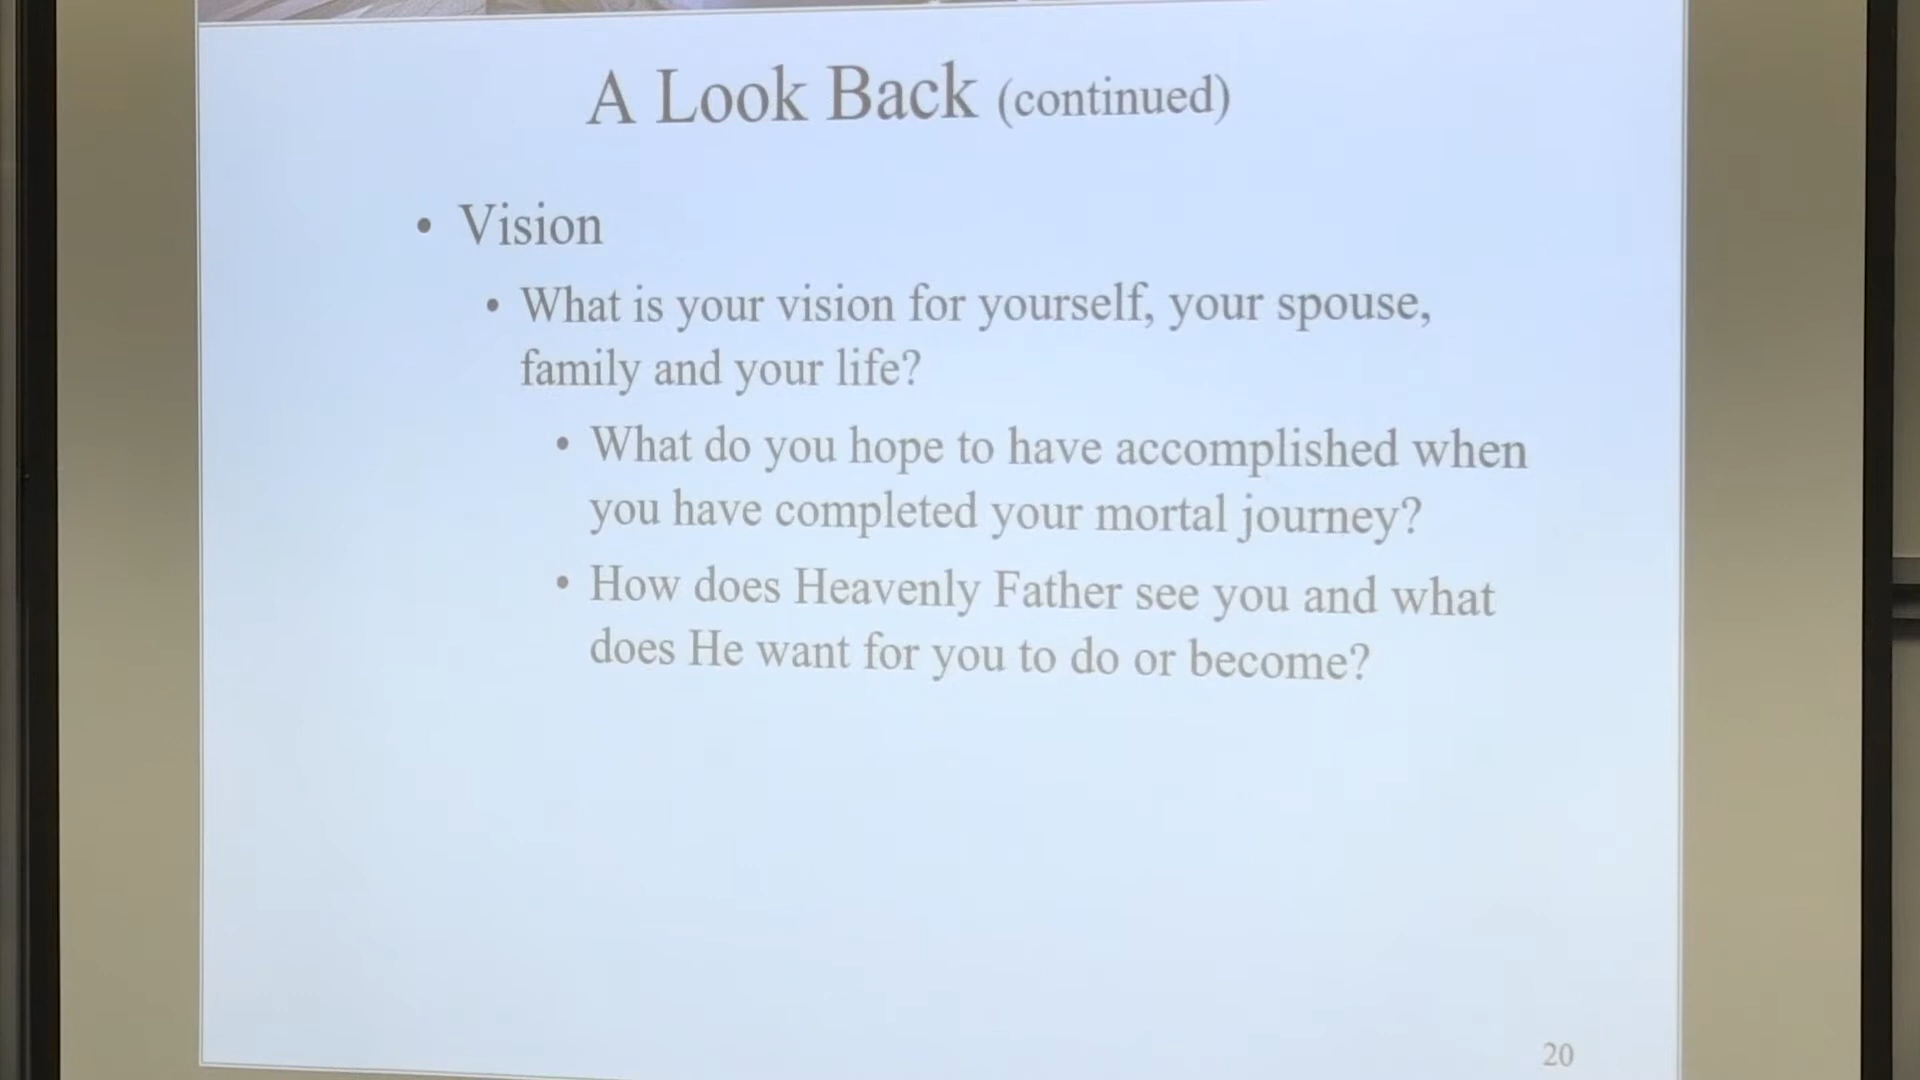 A Look Back (continued)
• Vision
• What is your vision for yourself, your spouse,
family and your life?
• What do you hope to have accomplished when
you have completed your mortal journey?
• How does Heavenly Father see you and what
does He want for you to do or become?
20